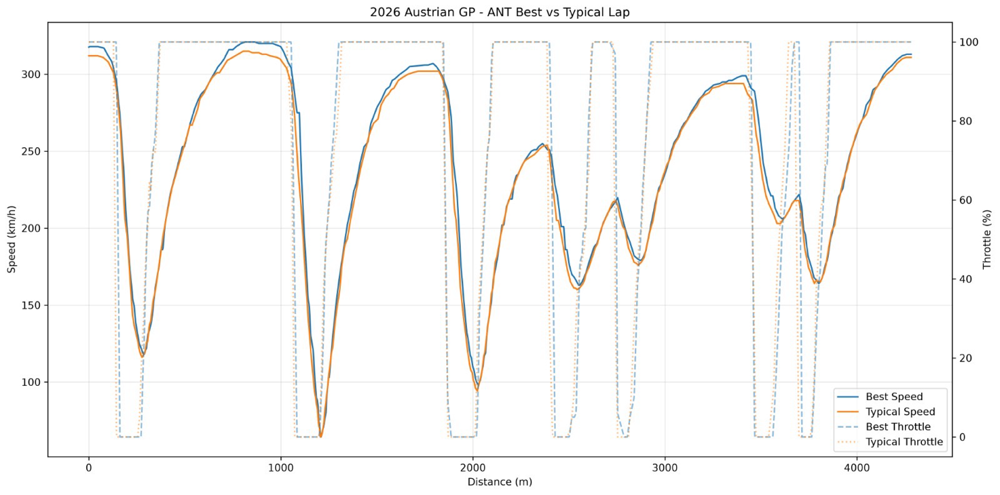 2026 Austrian GP - ANT Best vs Typical Lap
Speed (km/h)
300
250
200
150
100
Throttle (%)
100
80
60
40
20
0
Best Speed
Typical Speed
Best Throttle
Typical Throttle
0 1000 2000 3000 4000
Distance (m)